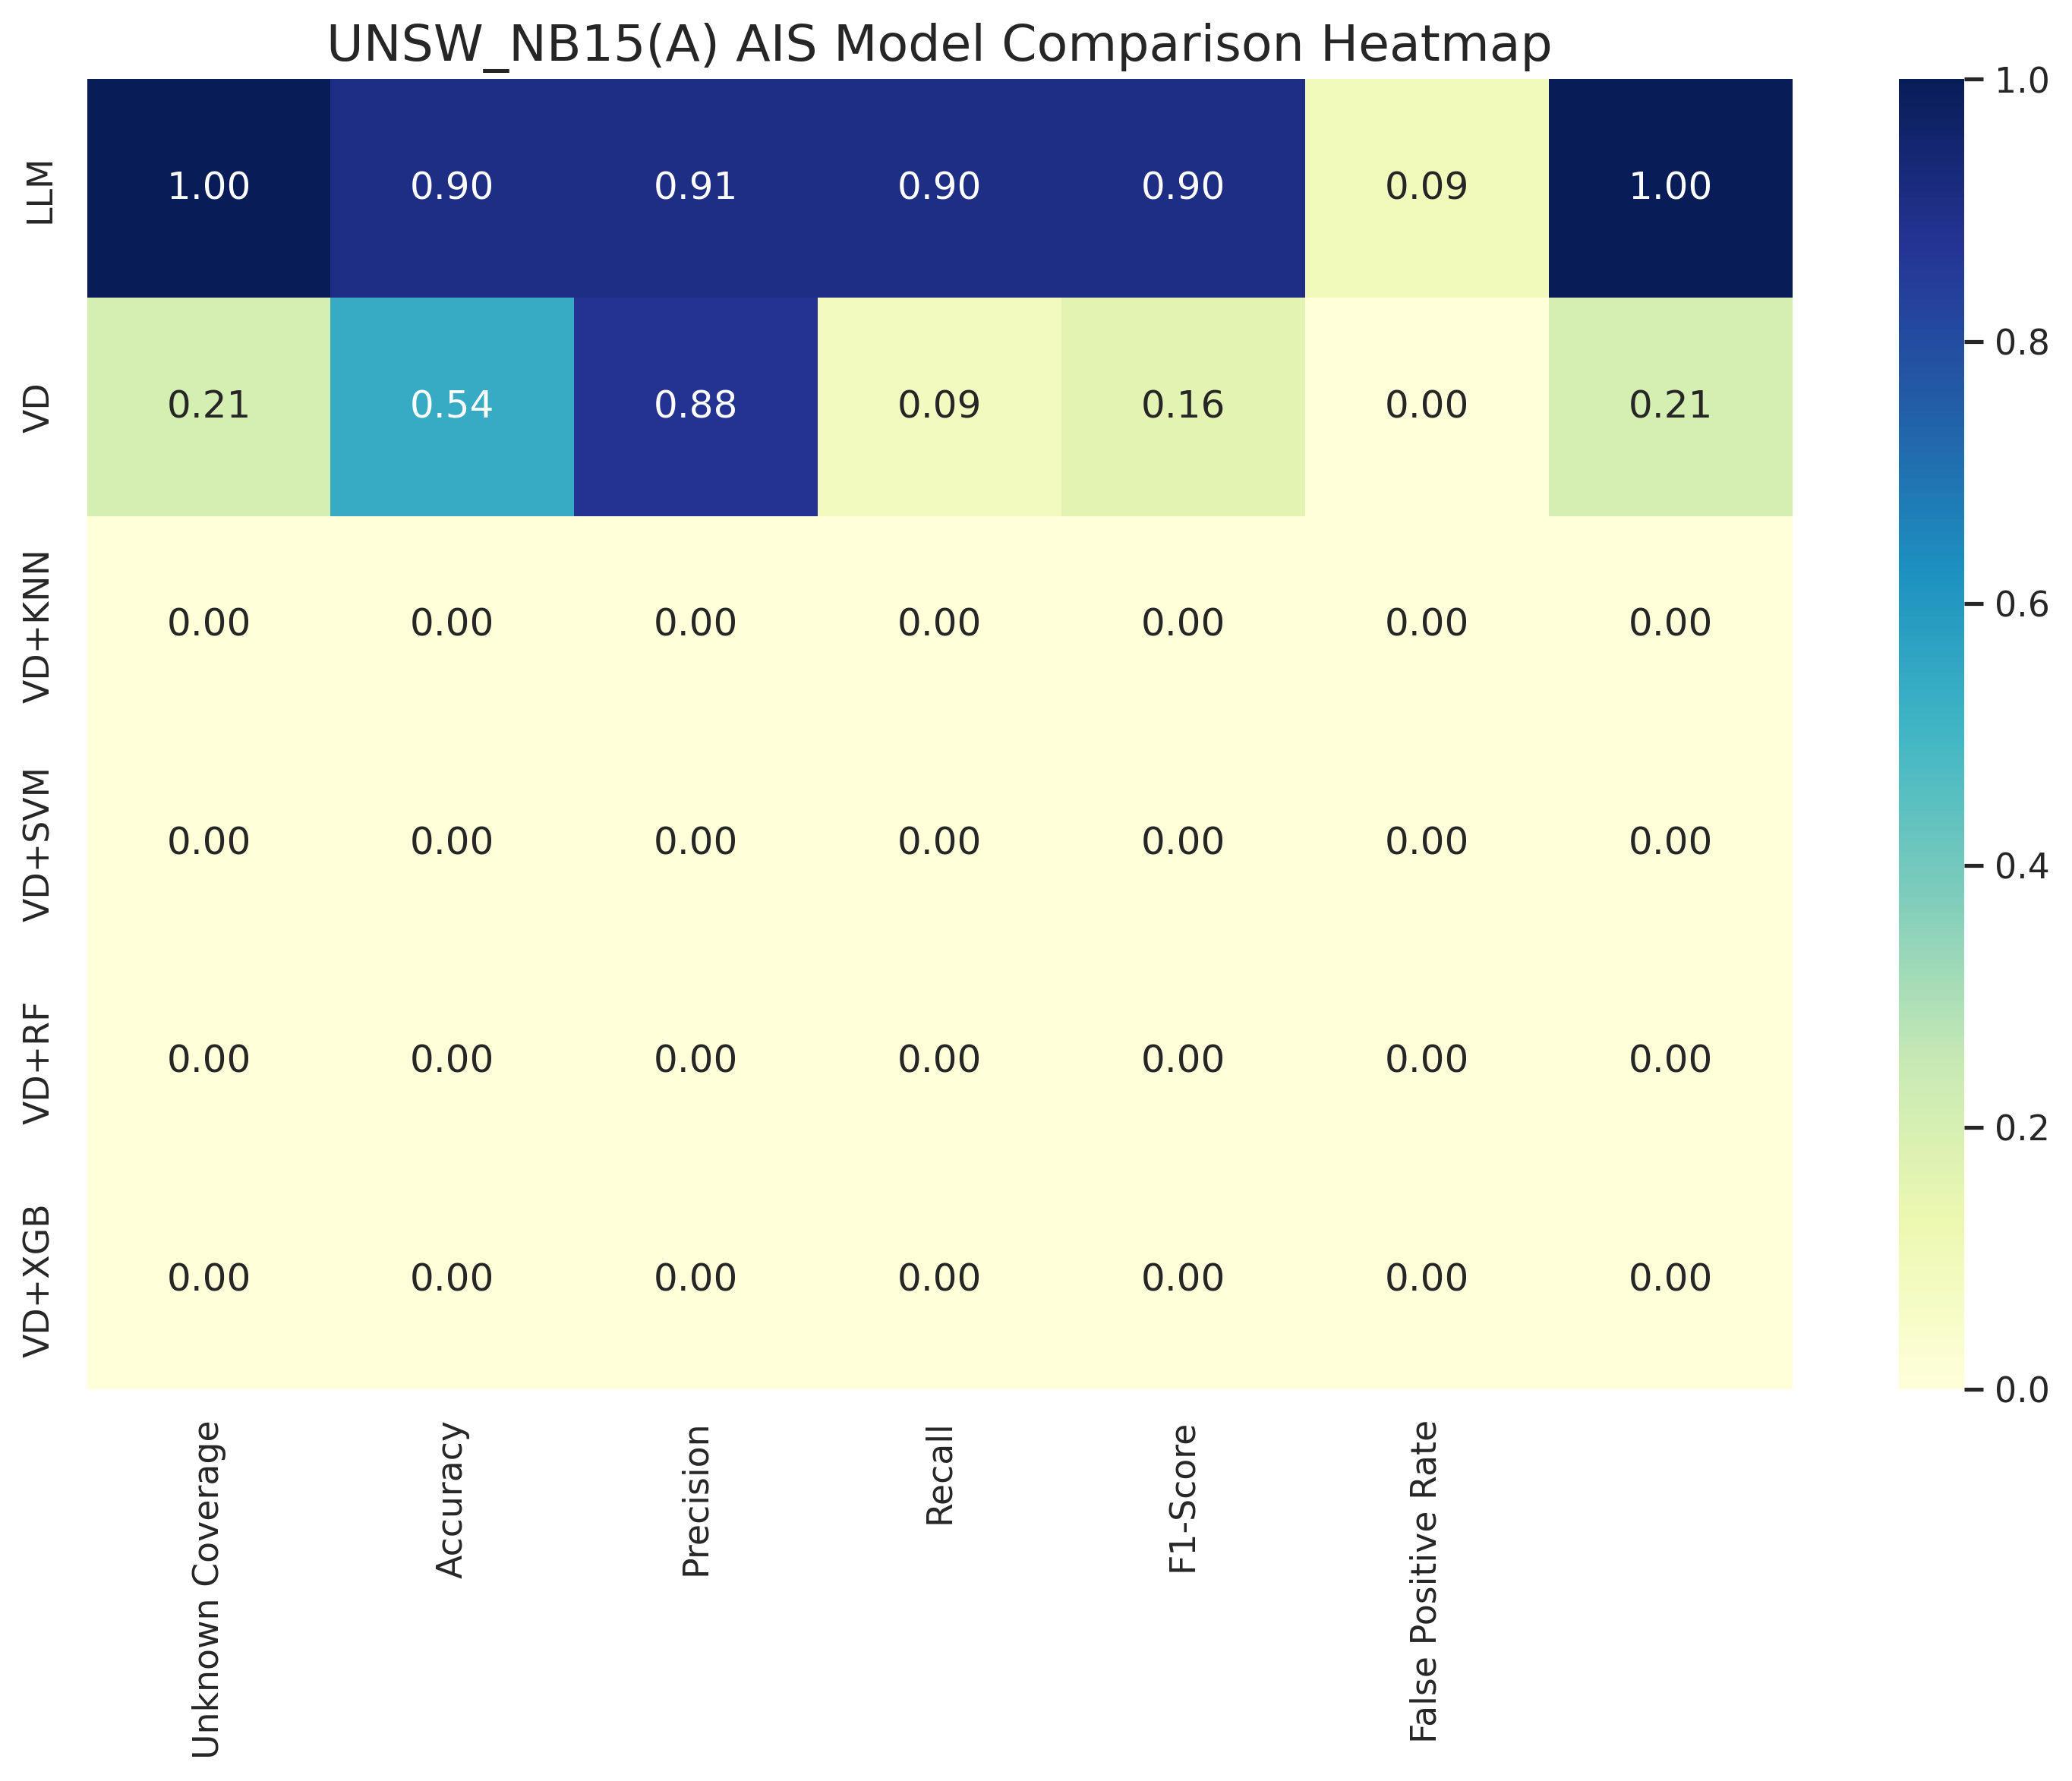 UNSW_NB15(A) AIS Model Comparison Heatmap
LLM 1.00 0.90 0.91 0.90 0.90 0.09 1.00
VD 0.21 0.54 0.88 0.09 0.16 0.00 0.21
VD+KNN 0.00 0.00 0.00 0.00 0.00 0.00 0.00
VD+SVM 0.00 0.00 0.00 0.00 0.00 0.00 0.00
VD+RF 0.00 0.00 0.00 0.00 0.00 0.00 0.00
VD+XGB 0.00 0.00 0.00 0.00 0.00 0.00 0.00
Unknown Coverage
Accuracy
Precision
Recall
F1-Score
False Positive Rate
1.0
0.8
0.6
0.4
0.2
0.0